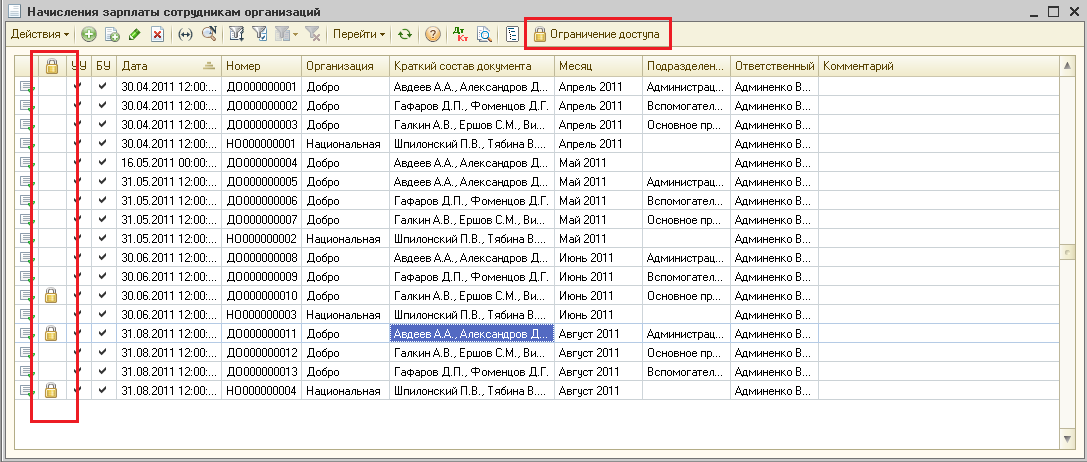 Начисления зарплаты сотрудникам организаций
Действия Перейти Ограничение доступа
УУ БУ Дата Номер Организация Краткий состав документа Месяц Подразделен... Ответственный Комментарий
30.04.2011 12:00:... ДО000000001 Добро Авдеев А.А., Александров Д... Апрель 2011 Администрац... Админенко В...
30.04.2011 12:00:... ДО000000002 Добро Гафаров Д.П., Фоменцов Д.Г. Апрель 2011 Вспомогател... Админенко В...
30.04.2011 12:00:... ДО000000003 Добро Галкин А.В., Ершов С.М., Ви... Апрель 2011 Основное пр... Админенко В...
30.04.2011 12:00:... НО000000001 Национальная Шпилонский П.В., Тябина В.... Апрель 2011 Админенко В...
16.05.2011 00:00:... ДО000000004 Добро Авдеев А.А., Александров Д... Май 2011 Админенко В...
31.05.2011 12:00:... ДО000000005 Добро Авдеев А.А., Александров Д... Май 2011 Администрац... Админенко В...
31.05.2011 12:00:... ДО000000006 Добро Гафаров Д.П., Фоменцов Д.Г. Май 2011 Вспомогател... Админенко В...
31.05.2011 12:00:... ДО000000007 Добро Галкин А.В., Ершов С.М., Ви... Май 2011 Основное пр... Админенко В...
31.05.2011 12:00:... НО000000002 Национальная Шпилонский П.В., Тябина В.... Май 2011 Админенко В...
30.06.2011 12:00:... ДО000000008 Добро Авдеев А.А., Александров Д... Июнь 2011 Администрац... Админенко В...
30.06.2011 12:00:... ДО000000009 Добро Гафаров Д.П., Фоменцов Д.Г. Июнь 2011 Вспомогател... Админенко В...
30.06.2011 12:00:... ДО000000010 Добро Галкин А.В., Ершов С.М., Ви... Июнь 2011 Основное пр... Админенко В...
30.06.2011 12:00:... НО000000003 Национальная Шпилонский П.В., Тябина В.... Июнь 2011 Админенко В...
31.08.2011 12:00:... ДО000000011 Добро Авдеев А.А., Александров Д... Август 2011 Администрац... Админенко В...
31.08.2011 12:00:... ДО000000012 Добро Галкин А.В., Ершов С.М., Ви... Август 2011 Основное пр... Админенко В...
31.08.2011 12:00:... ДО000000013 Добро Гафаров Д.П., Фоменцов Д.Г. Август 2011 Вспомогател... Админенко В...
31.08.2011 12:00:... НО000000004 Национальная Шпилонский П.В., Тябина В.... Август 2011 Админенко В...